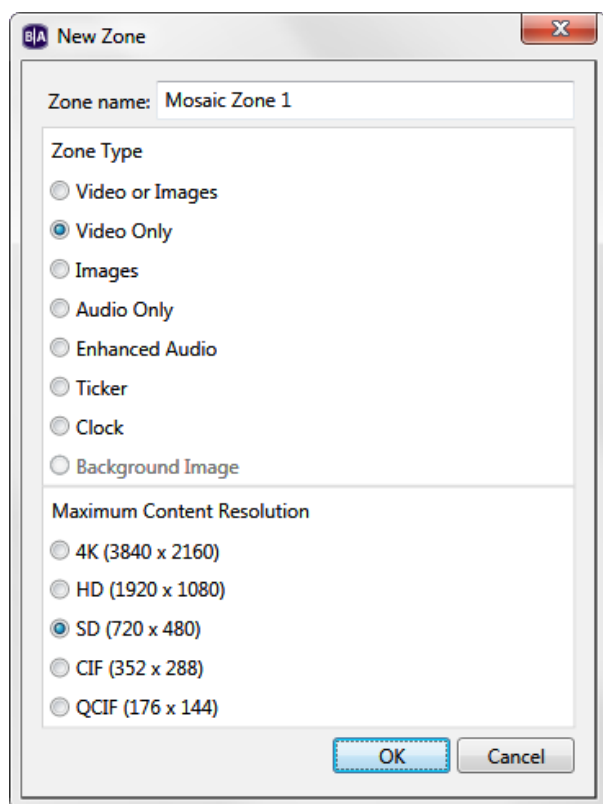 B|A New Zone
Zone name: Mosaic Zone 1
Zone Type
Video or Images
Video Only
Images
Audio Only
Enhanced Audio
Ticker
Clock
Background Image
Maximum Content Resolution
4K (3840 x 2160)
HD (1920 x 1080)
SD (720 x 480)
CIF (352 x 288)
QCIF (176 x 144)
OK Cancel